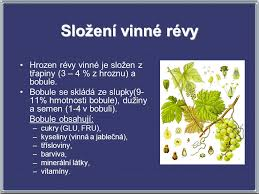 Složení vinné révy
• Hrozen révy vinné je složen z
třapiny (3 – 4 % z hroznu) a
bobule.
• Bobule se skládá ze slupky(9-
11% hmotnosti bobule), dužiny
a semen (1-4 v bobuli).
Bobule obsahují:
– cukry (GLU, FRU),
– kyseliny (vinná a jablečná),
– třísloviny,
– barviva,
– minerální látky,
– vitamíny.